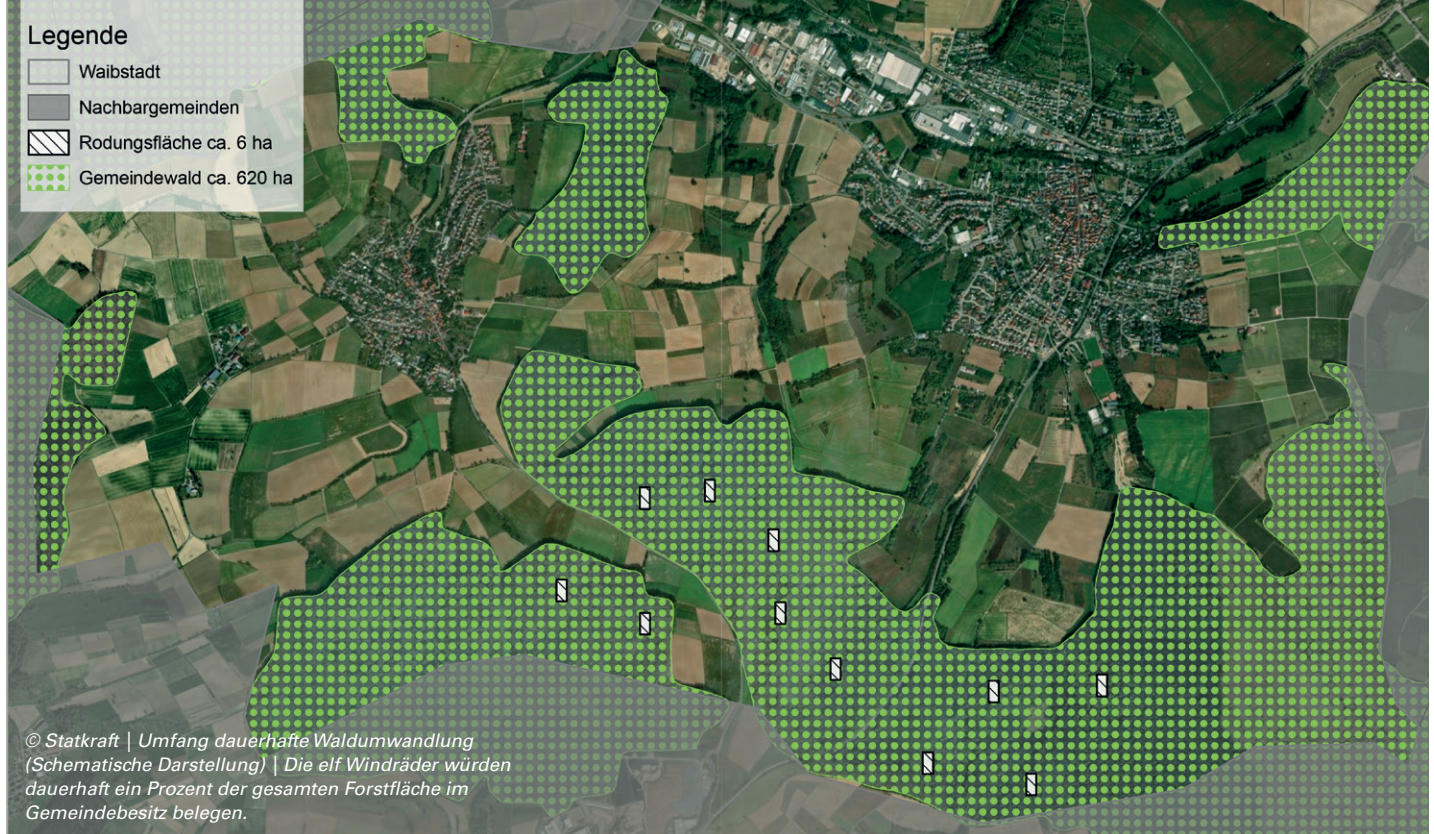 Legende
Waibstadt
Nachbargemeinden
Rodungsfläche ca. 6 ha
Gemeindewald ca. 620 ha
© Statkraft | Umfang dauerhafte Waldumwandlung
(Schematische Darstellung) | Die elf Windräder würden
dauerhaft ein Prozent der gesamten Forstfläche im
Gemeindebesitz belegen.